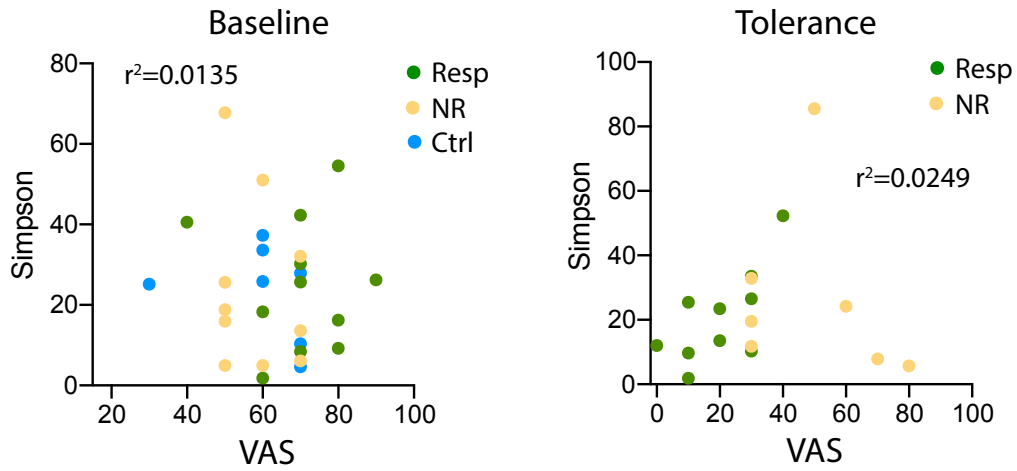 Baseline
r²=0.0135
Resp
NR
Ctrl
Simpson
80
60
40
20
0
20 40 60 80 100
VAS
Tolerance
Resp
NR
r²=0.0249
Simpson
100
80
60
40
20
0
0 20 40 60 80 100
VAS